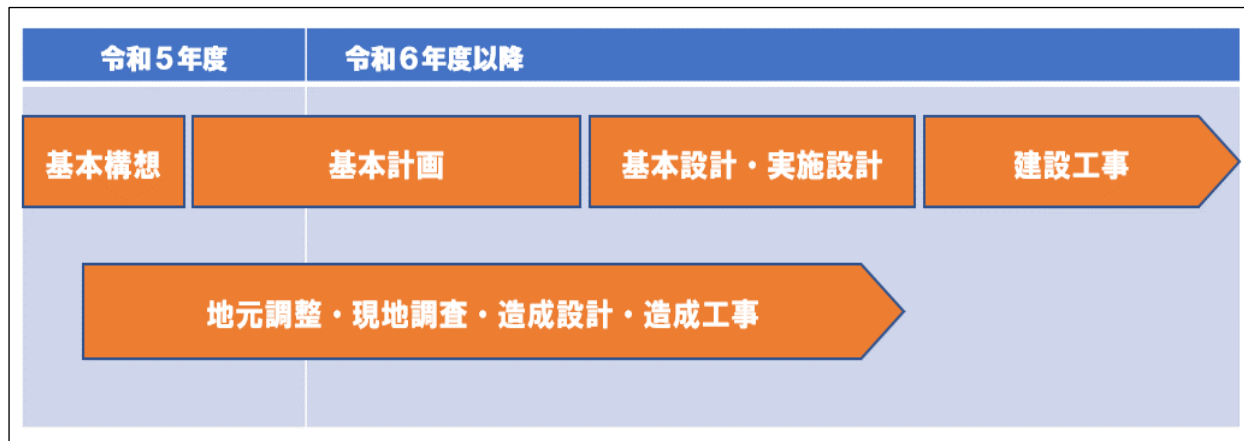 令和５年度
令和６年度以降
基本構想
基本計画
基本設計・実施設計
建設工事
地元調整・現地調査・造成設計・造成工事